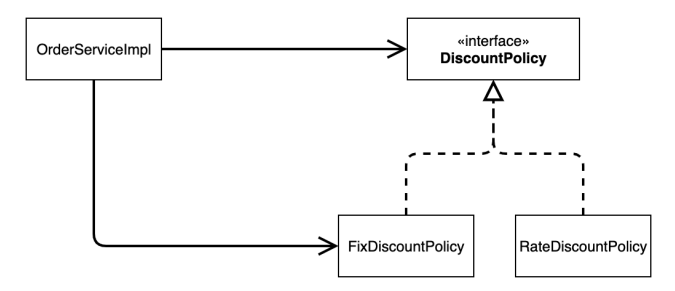 OrderServiceImpl
«interface»
DiscountPolicy
FixDiscountPolicy
RateDiscountPolicy